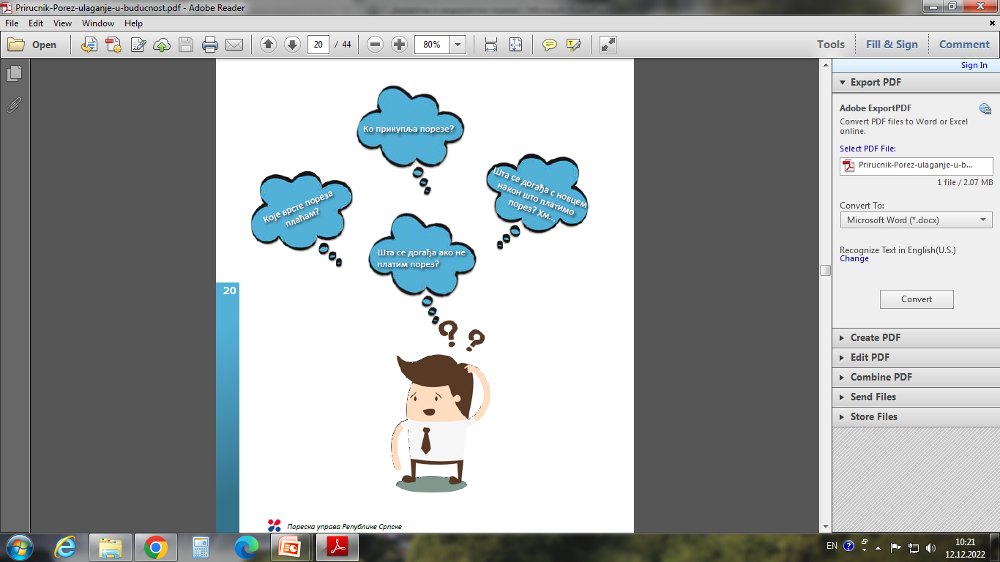 Prirucnik-Porez-ulaganje-u-buducnost.pdf - Adobe Reader
File Edit View Window Help
Open 20 / 44 80% Tools Fill & Sign Comment
Sign In
Export PDF
Adobe ExportPDF
Convert PDF files to Word or Excel
online.
Select PDF File:
Prirucnik-Porez-ulaganje-u-b...
1 file / 2.07 MB
Convert To:
Microsoft Word (*.docx)
Recognize Text in English(U.S.)
Change
Convert
Create PDF
Edit PDF
Combine PDF
Send Files
Store Files
Ко прикупља порезе?
Које врсте пореза
плаћам?
Шта се догађа с новцем
након што платимо
порез? Хм...
Шта се догађа ако не
платим порез?
20
? ?
Пореска управа Републике Српске
EN 10:21
12.12.2022